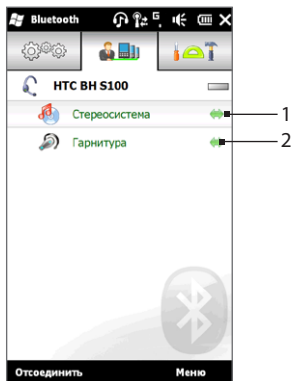 Bluetooth
HTC BH S100
Стереосистема
1
Гарнитура
2
Отсоединить Меню